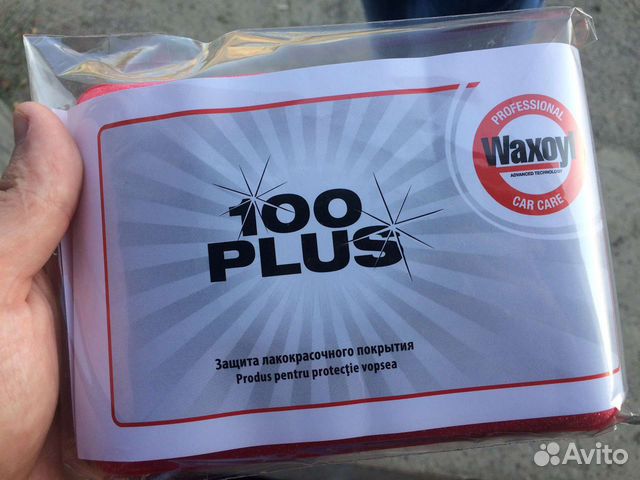 PROFESSIONAL
Waxoyl
ADVANCED TECHNOLOGY
CAR CARE
100
PLUS
Защита лакокрасочного покрытия
Produs pentru protecţie vopsea
Avito